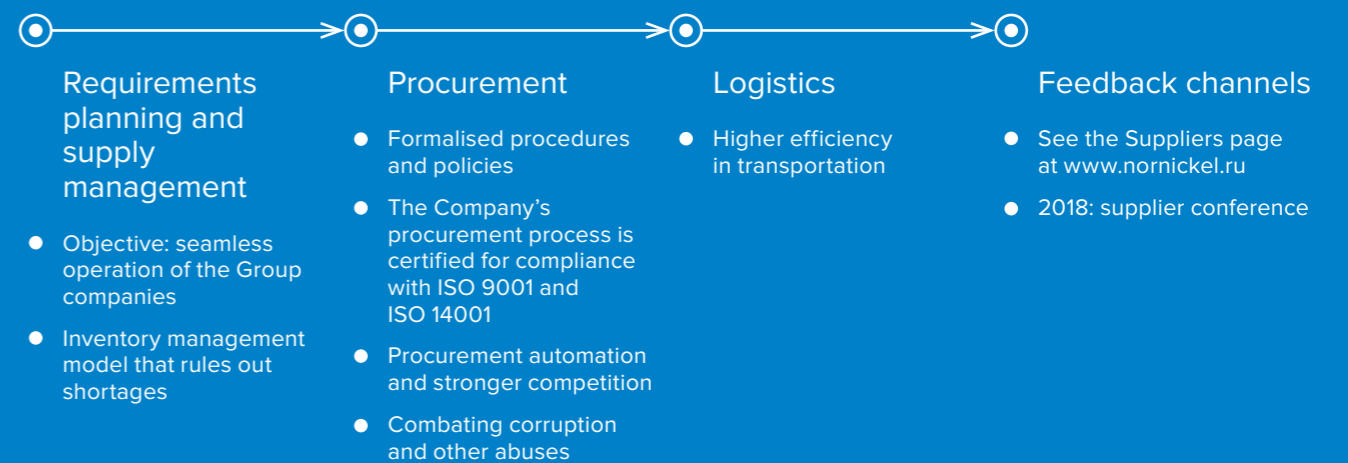 Requirements
planning and
supply
management
Objective: seamless
operation of the Group
companies
Inventory management
model that rules out
shortages
Procurement
Formalised procedures
and policies
The Company’s
procurement process is
certified for compliance
with ISO 9001 and
ISO 14001
Procurement automation
and stronger competition
Combating corruption
and other abuses
Logistics
Higher efficiency
in transportation
Feedback channels
See the Suppliers page
at www.nornickel.ru
2018: supplier conference